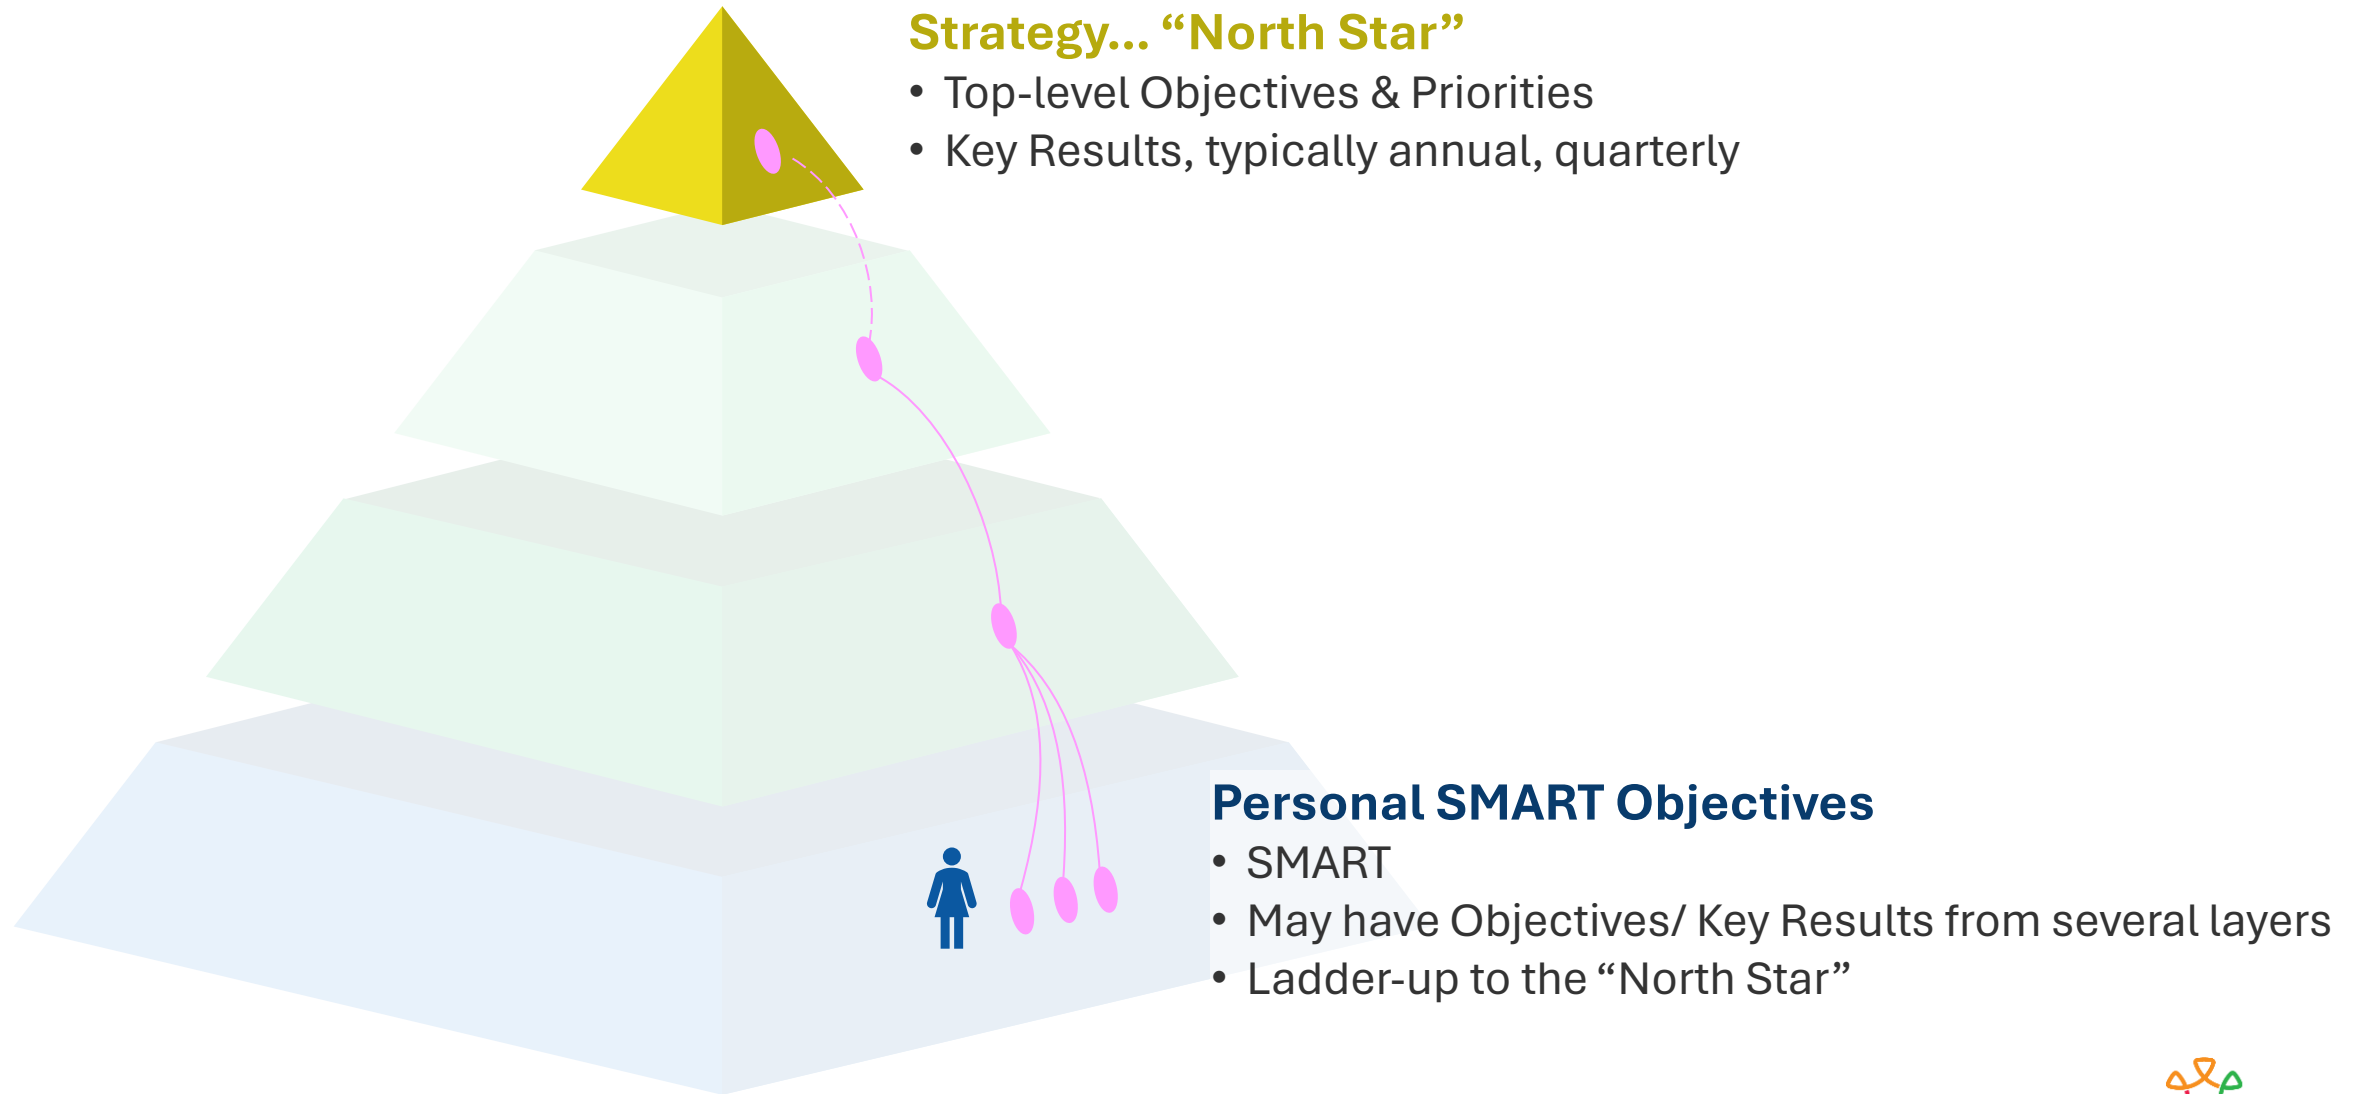 Strategy... “North Star”
• Top-level Objectives & Priorities
• Key Results, typically annual, quarterly
Personal SMART Objectives
• SMART
• May have Objectives/ Key Results from several layers
• Ladder-up to the “North Star”